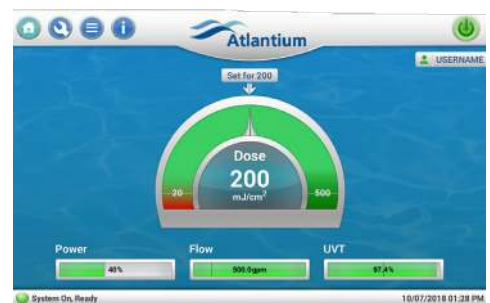 Atlantium
USERNAME
Set for 200
Dose
200
mJ/cm²
20
500
Power
Flow
UVT
40%
500.0gpm
97.4%
System On, Ready
10/07/2018 01:28 PM